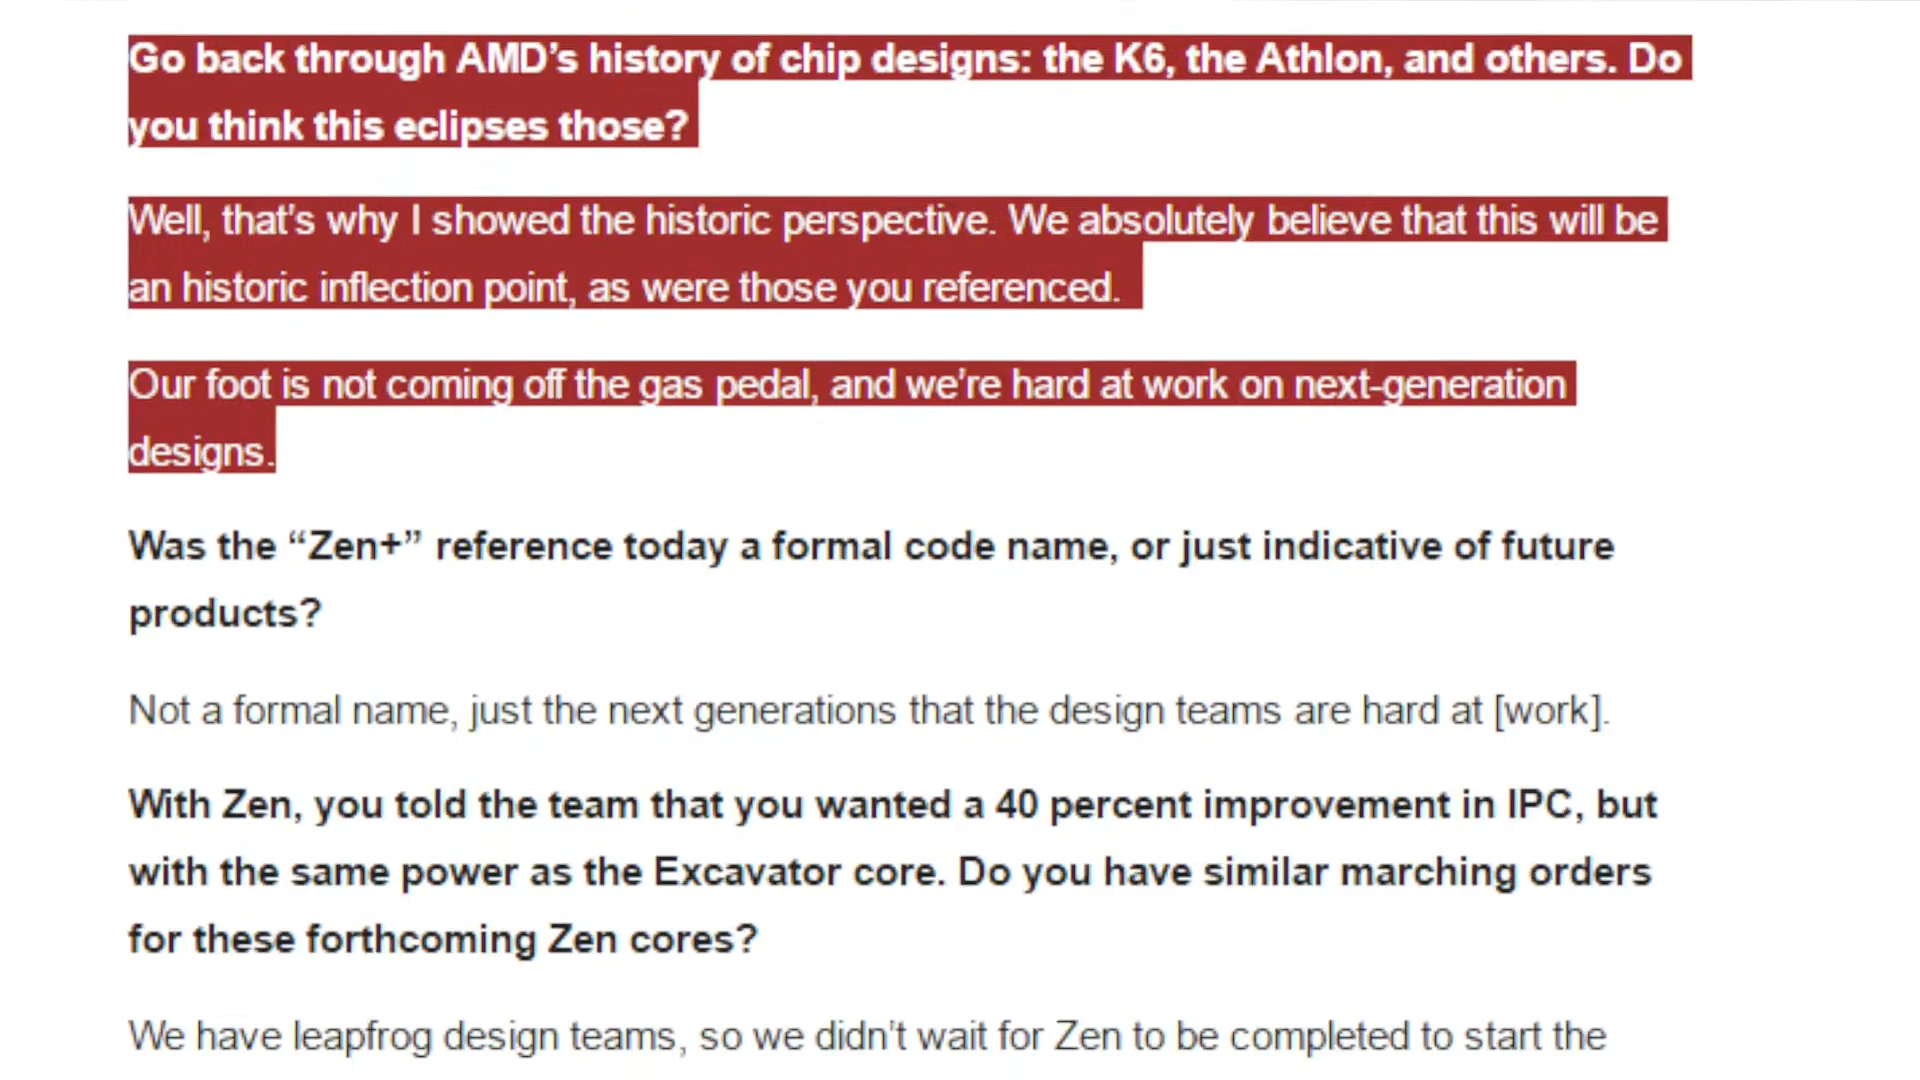 Go back through AMD’s history of chip designs: the K6, the Athlon, and others. Do
you think this eclipses those?
Well, that's why I showed the historic perspective. We absolutely believe that this will be
an historic inflection point, as were those you referenced.
Our foot is not coming off the gas pedal, and we’re hard at work on next-generation
designs.
Was the “Zen+” reference today a formal code name, or just indicative of future
products?
Not a formal name, just the next generations that the design teams are hard at [work].
With Zen, you told the team that you wanted a 40 percent improvement in IPC, but
with the same power as the Excavator core. Do you have similar marching orders
for these forthcoming Zen cores?
We have leapfrog design teams, so we didn't wait for Zen to be completed to start the